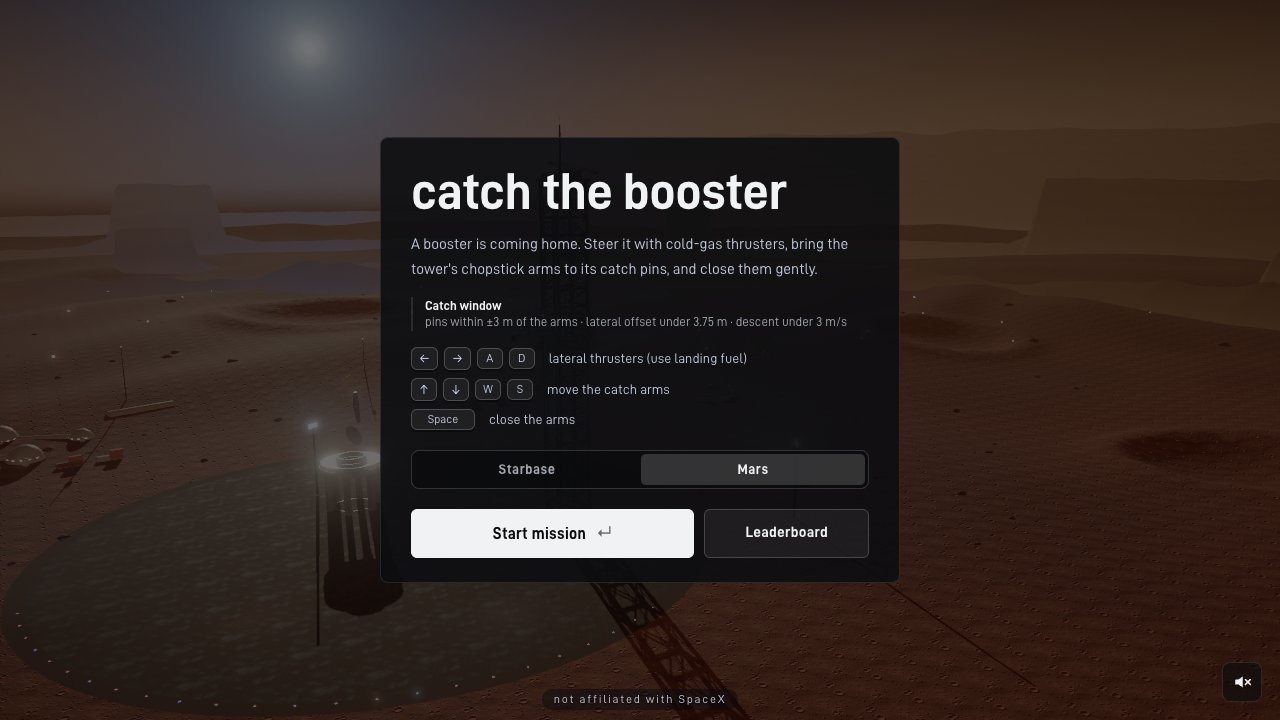 catch the booster
A booster is coming home. Steer it with cold-gas thrusters, bring the
tower's chopstick arms to its catch pins, and close them gently.
Catch window
pins within ±3 m of the arms · lateral offset under 3.75 m · descent under 3 m/s
← → A D lateral thrusters (use landing fuel)
↑ ↓ W S move the catch arms
Space close the arms
Starbase Mars
Start mission ↵ Leaderboard
not affiliated with SpaceX